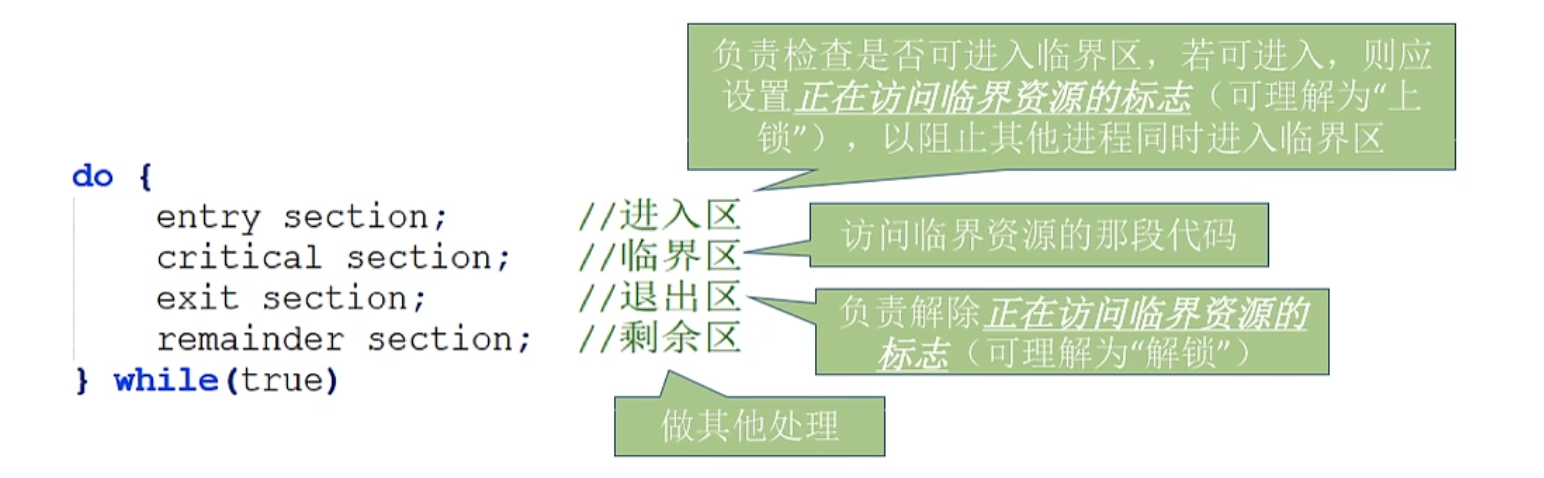 负责检查是否可进入临界区，若可进入，则应
设置正在访问临界资源的标志（可理解为“上
锁”），以阻止其他进程同时进入临界区
do {
entry section; //进入区
访问临界资源的那段代码
critical section; //临界区
exit section; //退出区
负责解除正在访问临界资源的
标志（可理解为“解锁”）
remainder section; //剩余区
} while(true)
做其他处理